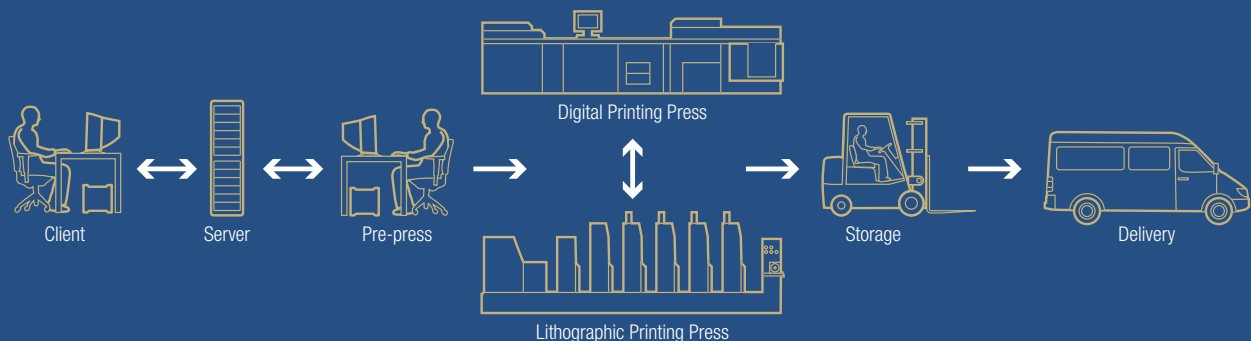 Digital Printing Press
Client
Server
Pre-press
Storage
Delivery
Lithographic Printing Press